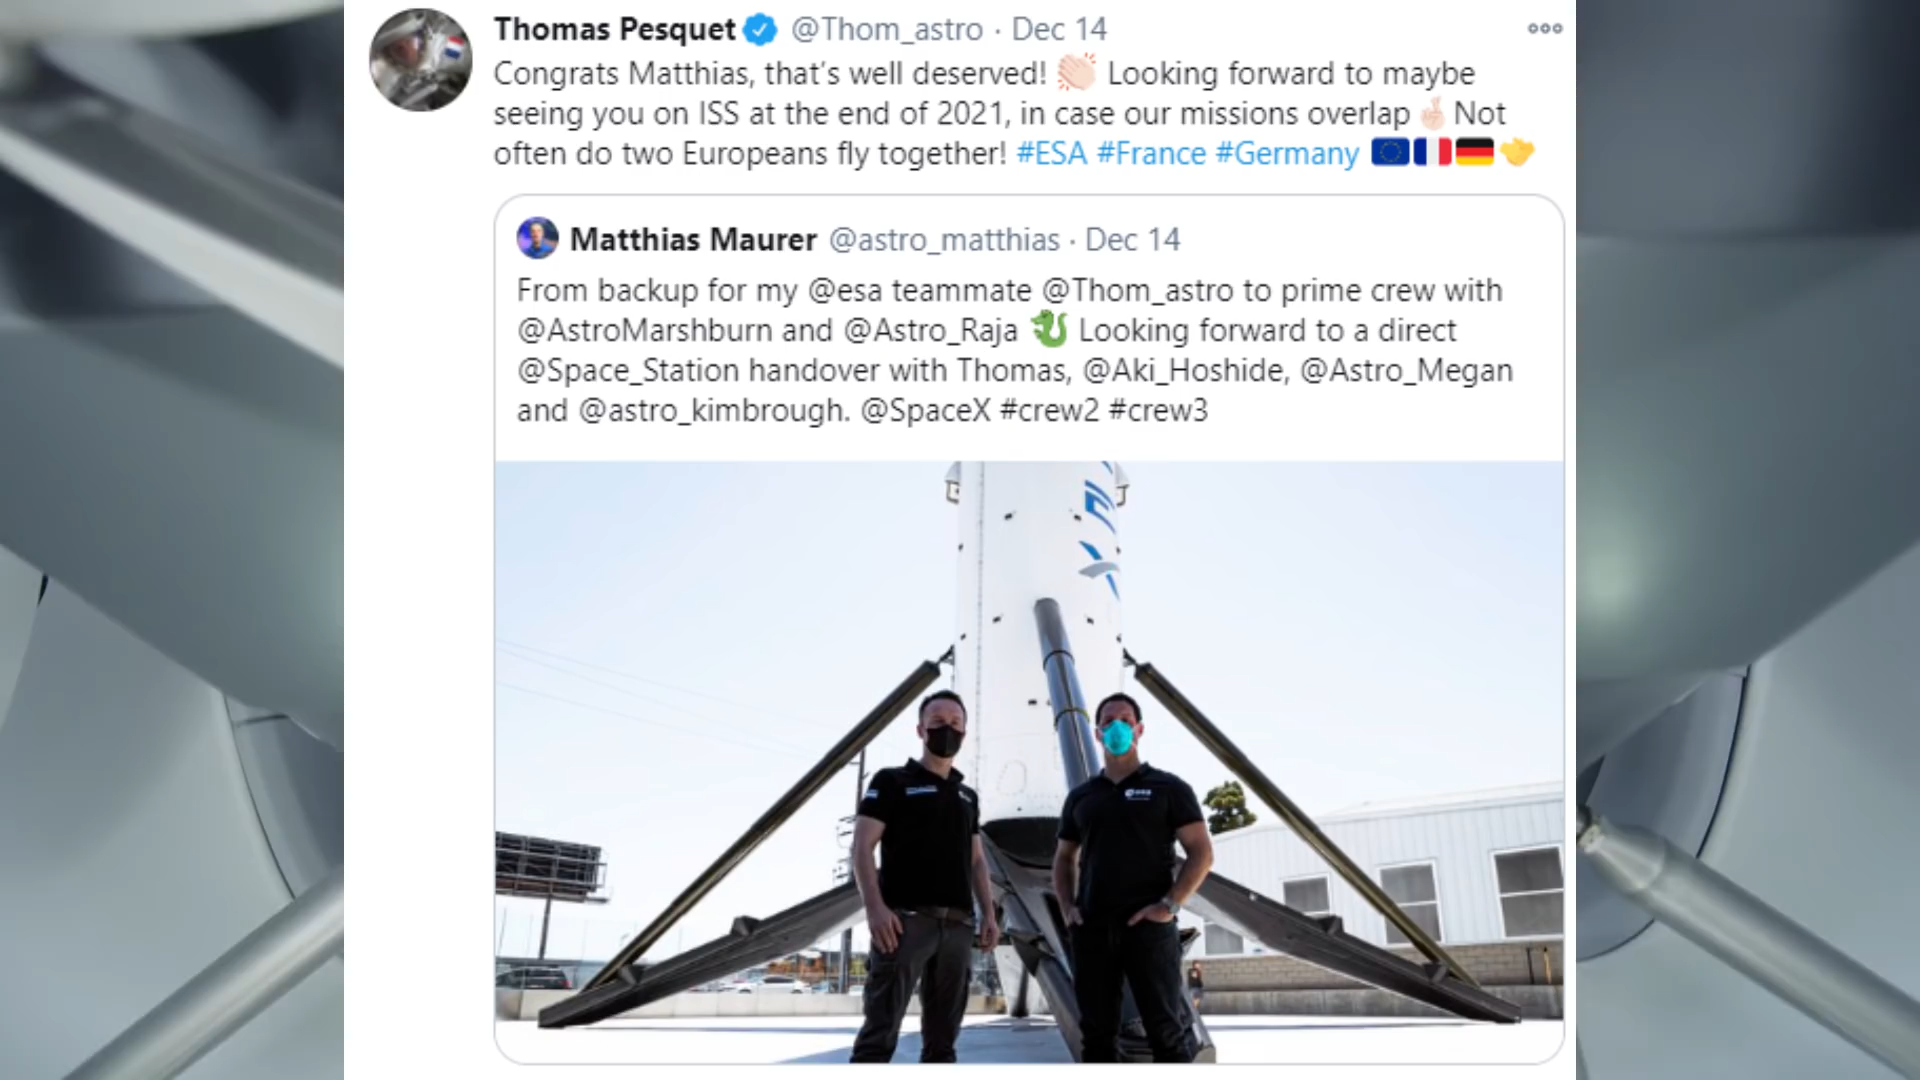 Thomas Pesquet @Thom_astro · Dec 14
Congrats Matthias, that's well deserved! 👏🏻 Looking forward to maybe
seeing you on ISS at the end of 2021, in case our missions overlap 🤞🏻 Not
often do two Europeans fly together! #ESA #France #Germany 🇪🇺🇫🇷🇩🇪🤝
Matthias Maurer @astro_matthias · Dec 14
From backup for my @esa teammate @Thom_astro to prime crew with
@AstroMarshburn and @Astro_Raja 🐉 Looking forward to a direct
@Space_Station handover with Thomas, @Aki_Hoshide, @Astro_Megan
and @astro_kimbrough. @SpaceX #crew2 #crew3
EX
esa